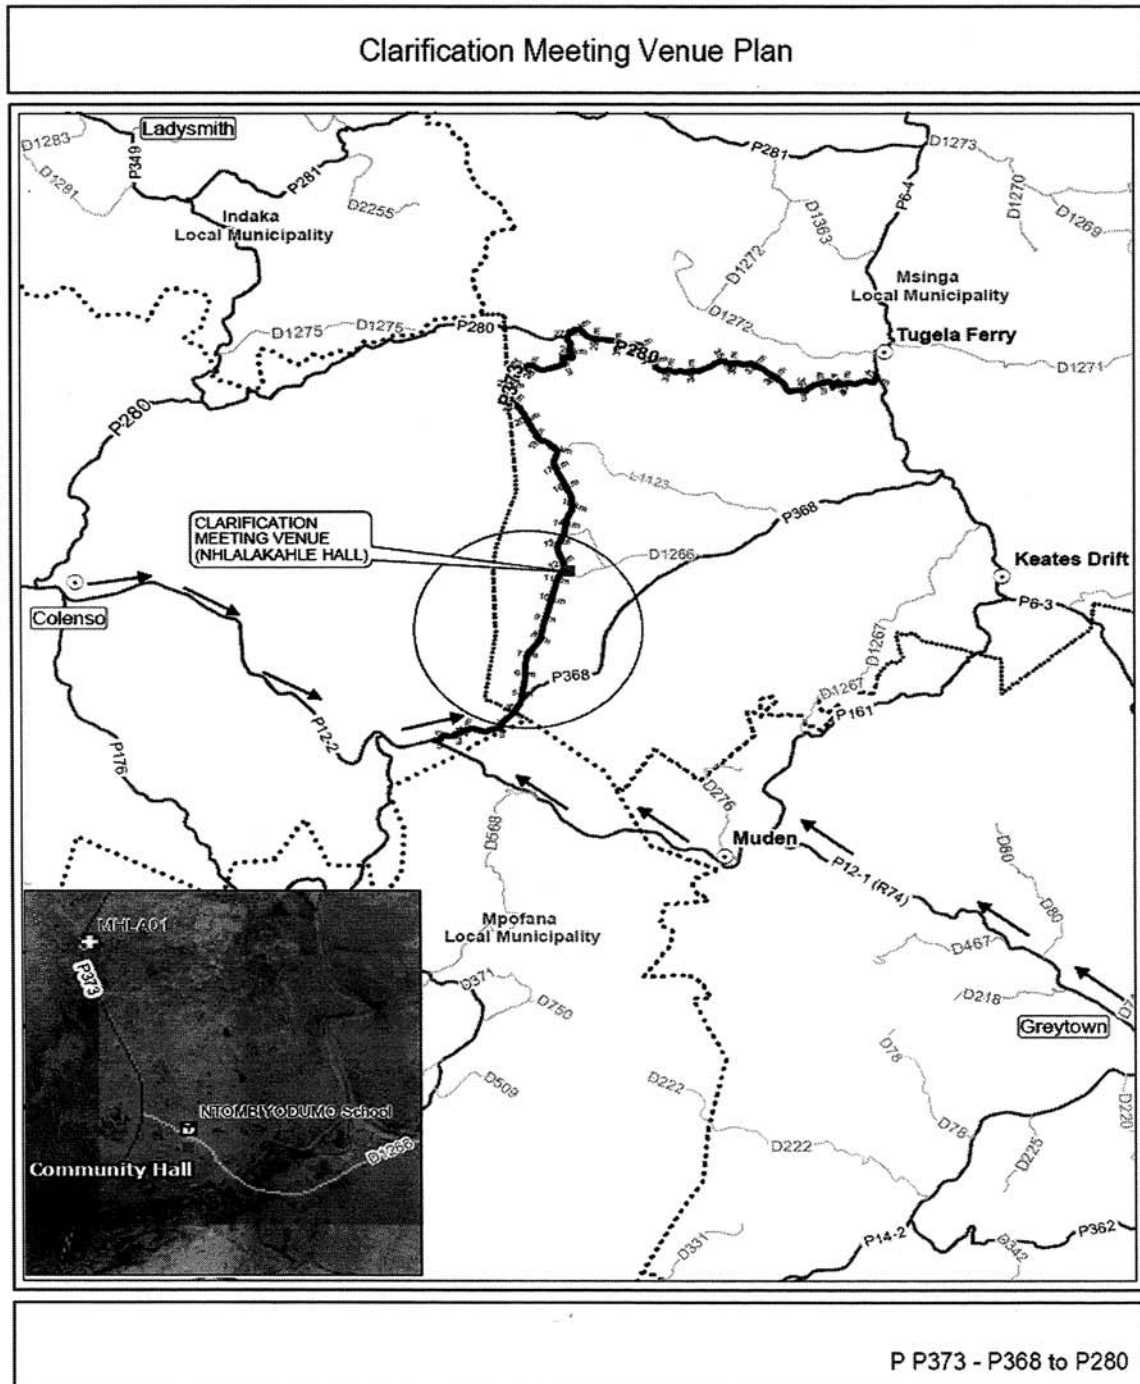 Clarification Meeting Venue Plan
Ladysmith
D1283
P349
D1281
P281
D2255
Indaka
Local Municipality
P281
D1273
D1270
D1269
P6-4
D1363
D1272
Msinga
Local Municipality
D1272
Tugela Ferry
D1271
D1275
D1275
P280
P280
P373
P280
L1123
P368
CLARIFICATION
MEETING VENUE
(NHLALAKAHLE HALL)
D1266
Keates Drift
P6-3
Colenso
D1267
D1267
P161
P368
P12-2
P176
D276
Muden
D568
P12-1 (R74)
D80
D80
D467
D218
Greytown
Mpofana
Local Municipality
D371
D750
D509
MHLA01
P373
NTOMBIYODUMO School
D1266
Community Hall
D78
D78
D222
D222
D225
D220
D331
P14-2
D342
P362
P P373 - P368 to P280